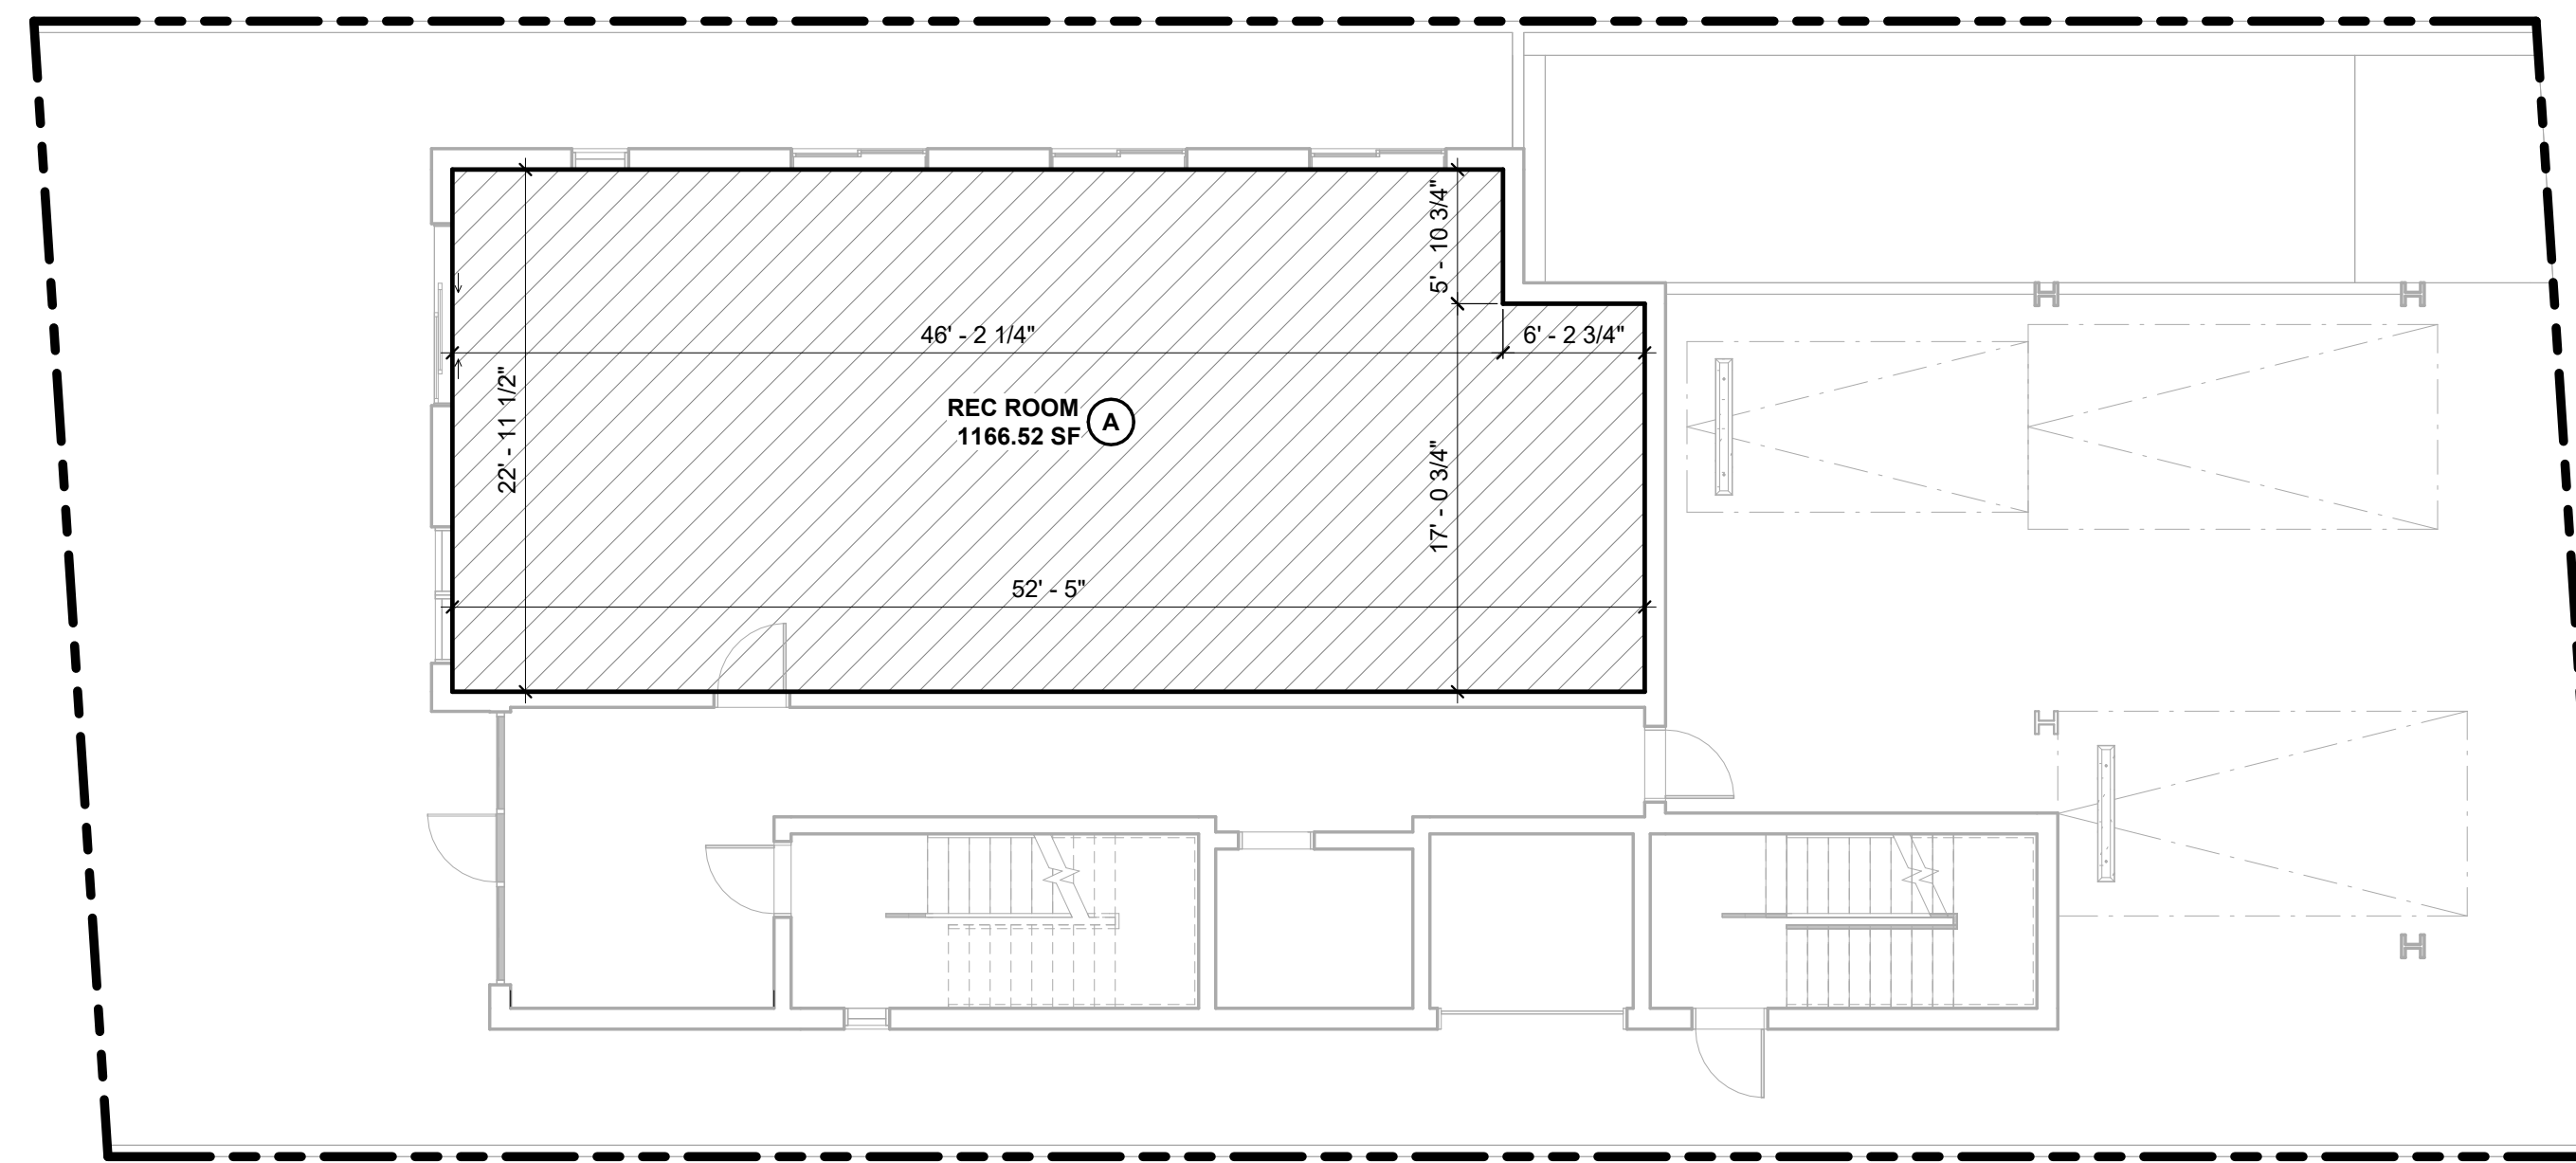 5' - 10 3/4"
46' - 2 1/4"
6' - 2 3/4"
22' - 11 1/2"
REC ROOM
1166.52 SF
A
17' - 0 3/4"
52' - 5"